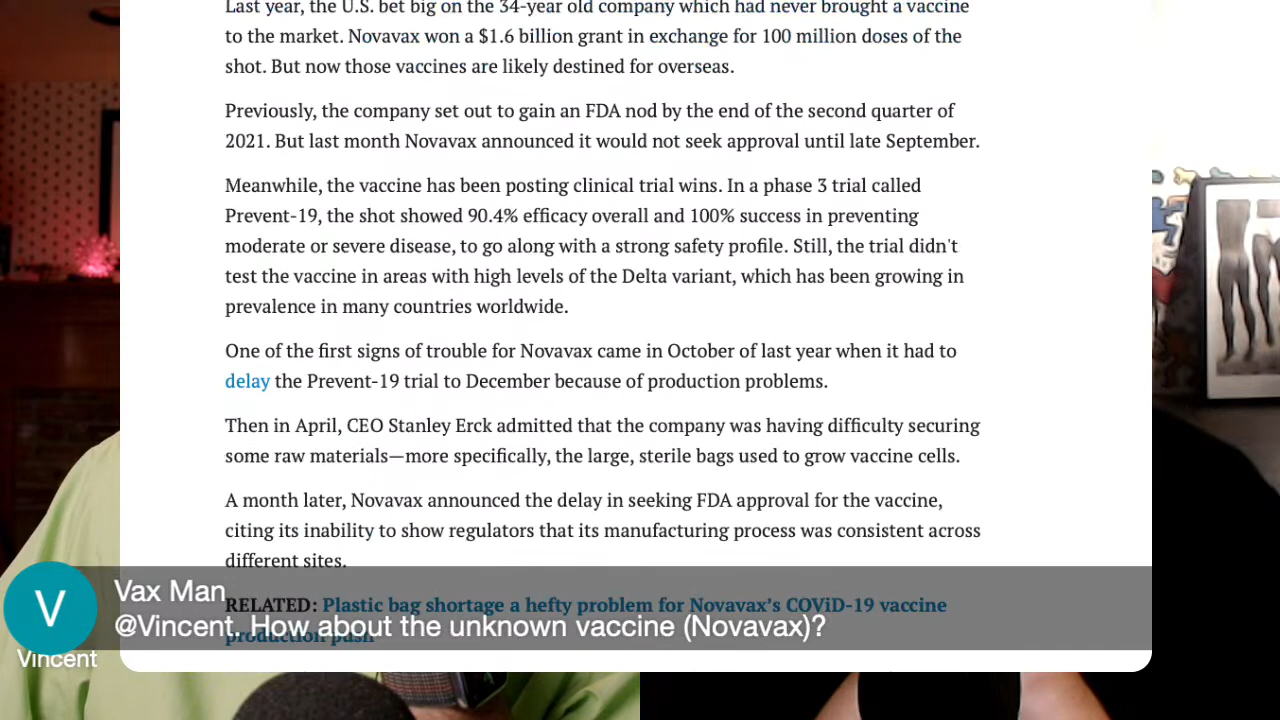 Last year, the U.S. bet big on the 34-year old company which had never brought a vaccine
to the market. Novavax won a $1.6 billion grant in exchange for 100 million doses of the
shot. But now those vaccines are likely destined for overseas.
Previously, the company set out to gain an FDA nod by the end of the second quarter of
2021. But last month Novavax announced it would not seek approval until late September.
Meanwhile, the vaccine has been posting clinical trial wins. In a phase 3 trial called
Prevent-19, the shot showed 90.4% efficacy overall and 100% success in preventing
moderate or severe disease, to go along with a strong safety profile. Still, the trial didn't
test the vaccine in areas with high levels of the Delta variant, which has been growing in
prevalence in many countries worldwide.
One of the first signs of trouble for Novavax came in October of last year when it had to
delay the Prevent-19 trial to December because of production problems.
Then in April, CEO Stanley Erck admitted that the company was having difficulty securing
some raw materials—more specifically, the large, sterile bags used to grow vaccine cells.
A month later, Novavax announced the delay in seeking FDA approval for the vaccine,
citing its inability to show regulators that its manufacturing process was consistent across
different sites.
RELATED: Plastic bag shortage a hefty problem for Novavax's COViD-19 vaccine
production push
V
Vax Man
@Vincent. How about the unknown vaccine (Novavax)?
Vincent